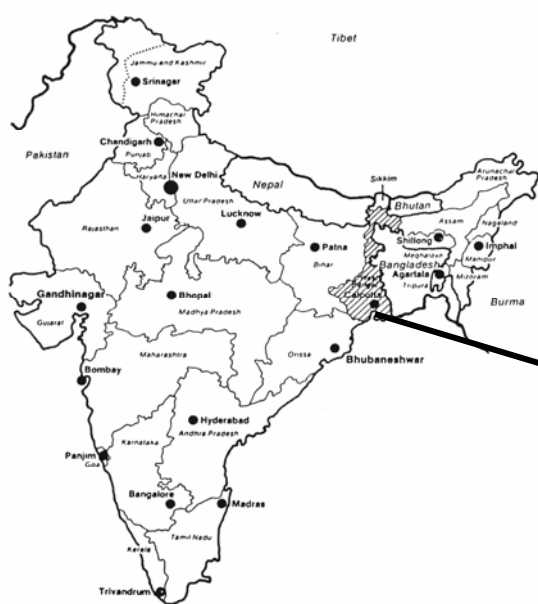 Tibet
Jammu and Kashmir
Srinagar
Himachal
Pradesh
Chandigarh
Punjab
Pakistan
Haryana
New Delhi
Arunachal
Pradesh
Sikkim
Nepal
Uttar Pradesh
Bhutan
Assam
Nagaland
Rajasthan
Jaipur
Lucknow
Patna
Shillong
Imphal
Meghalaya
Manipur
Bihar
Bangladesh
Agartala
Mizoram
Tripura
West
Bengal
Calcutta
Gandhinagar
Bhopal
Madhya Pradesh
Burma
Gujarat
Maharashtra
Orissa
Bhubaneshwar
Bombay
Hyderabad
Andhra Pradesh
Karnataka
Panjim
Goa
Bangalore
Madras
Tamil Nadu
Kerala
Trivandrum